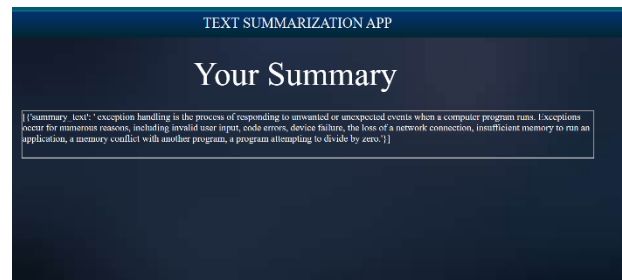 TEXT SUMMARIZATION APP
Your Summary
[{'summary_text': ' exception handling is the process of responding to unwanted or unexpected events when a computer program runs. Exceptions
occur for numerous reasons, including invalid user input, code errors, device failure, the loss of a network connection, insufficient memory to run an
application, a memory conflict with another program, a program attempting to divide by zero.'}]